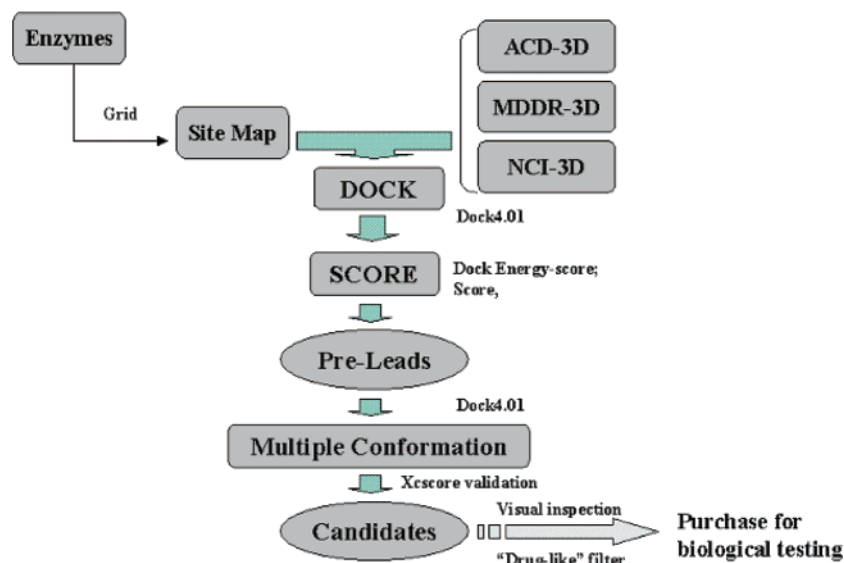 Enzymes
Grid
Site Map
ACD-3D
MDDR-3D
NCI-3D
DOCK
Dock4.01
SCORE
Dock Energy-score;
Score,
Pre-Leads
Dock4.01
Multiple Conformation
Xcscore validation
Candidates
Visual inspection
“Drug-like” filter
Purchase for
biological testing